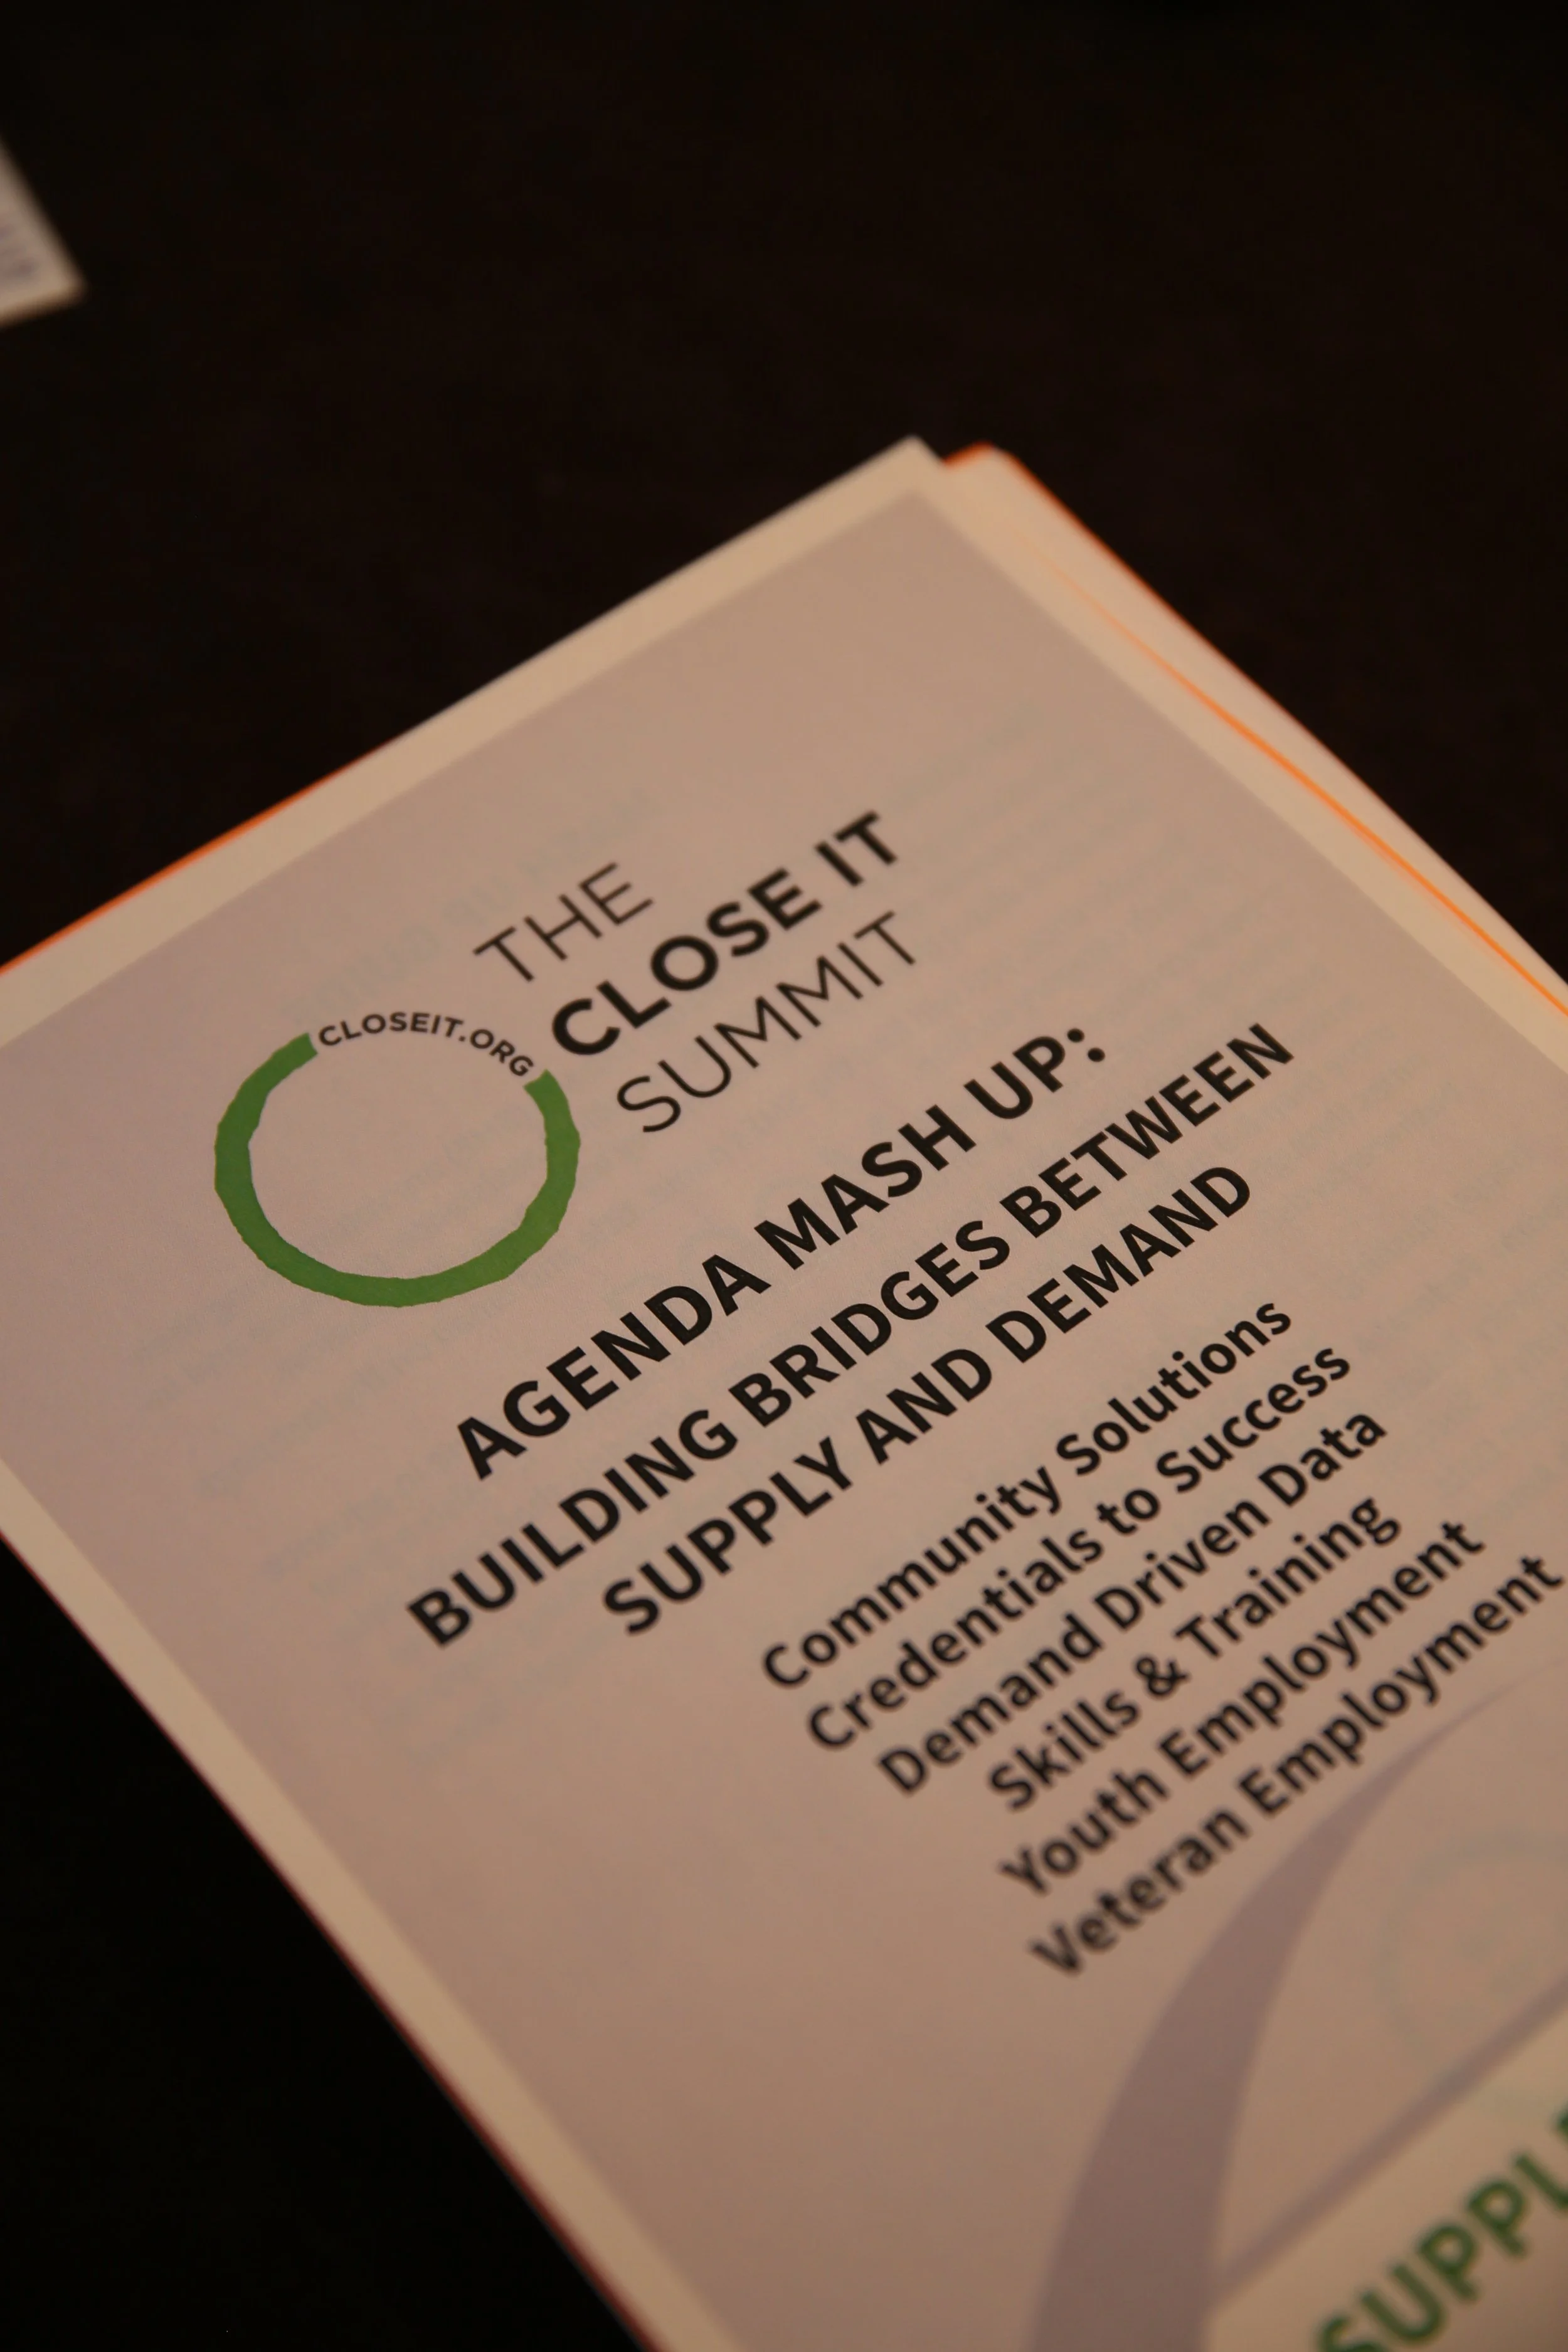 THE
CLOSE IT
SUMMIT
CLOSEIT.ORG
AGENDA MASH UP:
BUILDING BRIDGES BETWEEN
SUPPLY AND DEMAND
Community Solutions
Credentials to Success
Demand Driven Data
Skills & Training
Youth Employment
Veteran Employment
SUPPL